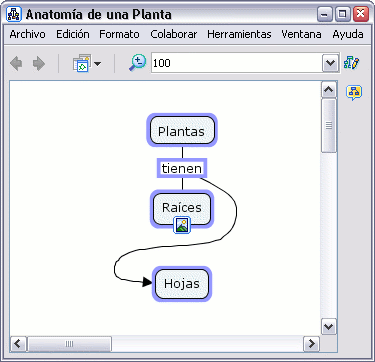 Anatomía de una Planta
Archivo Edición Formato Colaborar Herramientas Ventana Ayuda
100
Plantas
tienen
Raíces
Hojas